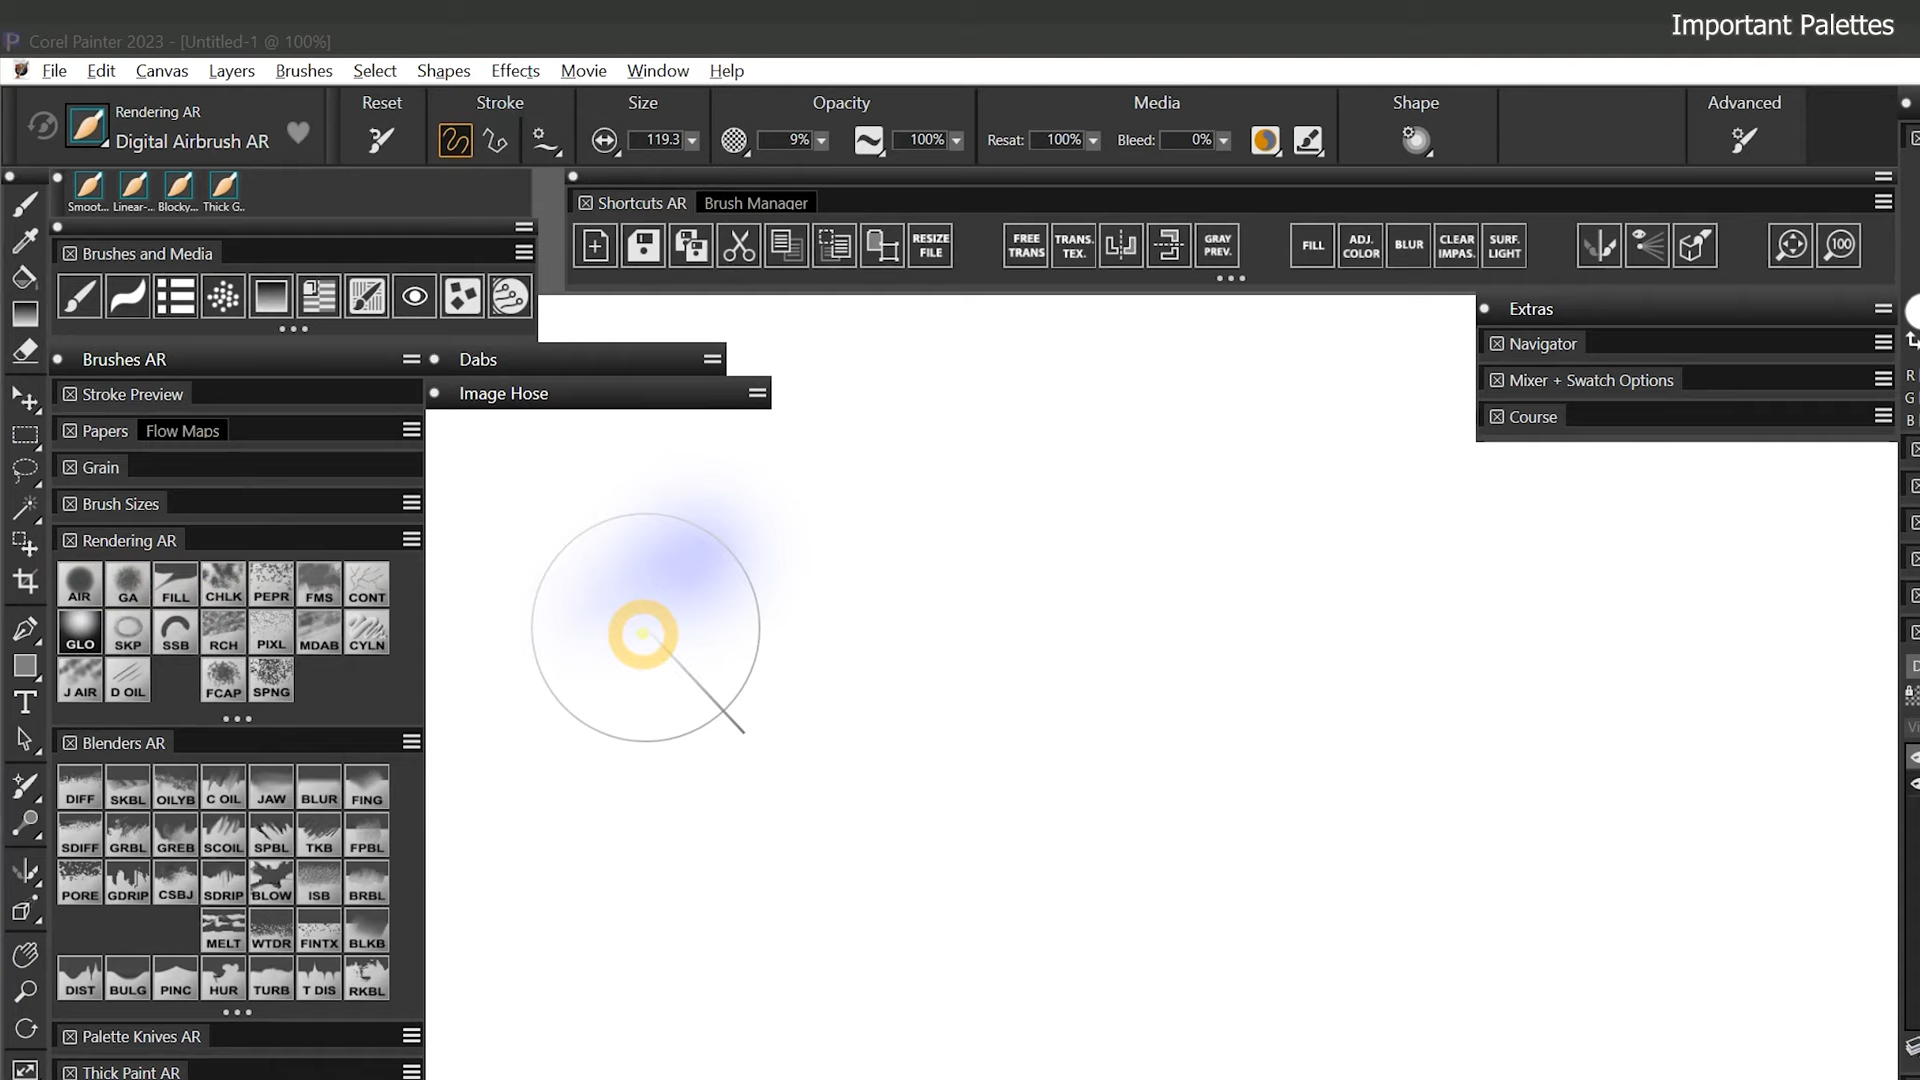 Important Palettes
Corel Painter 2023 - [Untitled-1 @ 100%]
File Edit Canvas Layers Brushes Select Shapes Effects Movie Window Help
Rendering AR
Digital Airbrush AR
Reset Stroke Size Opacity Media Shape Advanced
119.3 9% 100% Resat: 100% Bleed: 0%
Smoot... Linear-... Blocky... Thick G..
Shortcuts AR Brush Manager
RESIZE FILE
FREE TRANS
TRANS. TEX.
GRAY PREV.
FILL
ADJ. COLOR
BLUR
CLEAR IMPAS.
SURF. LIGHT
100
Brushes and Media
Brushes AR
Dabs
Image Hose
Stroke Preview
Papers Flow Maps
Grain
Brush Sizes
Rendering AR
AIR GA FILL CHLK PEPR FMS CONT
GLO SKP SSB RCH PIXL MDAB CYLN
J AIR D OIL FCAP SPNG
Blenders AR
DIFF SKBL OILYB C OIL JAW BLUR FING
SDIFF GRBL GREB SCOIL SPBL TKB FPBL
PORE GDRIP CSBJ SDRIP BLOW ISB BRBL
MELT WTDR FINTX BLKB
DIST BULG PINC HUR TURB T DIS RKBL
Palette Knives AR
Thick Paint AR
Extras
Navigator
Mixer + Swatch Options
Course
R
G
B